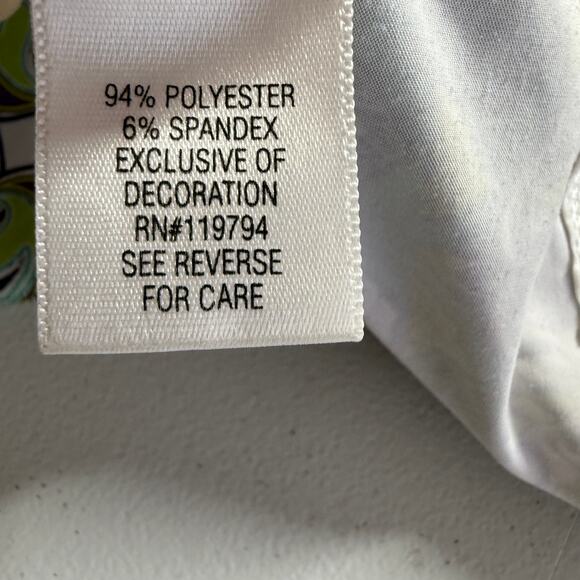 94% POLYESTER
6% SPANDEX
EXCLUSIVE OF
DECORATION
RN#119794
SEE REVERSE
FOR CARE